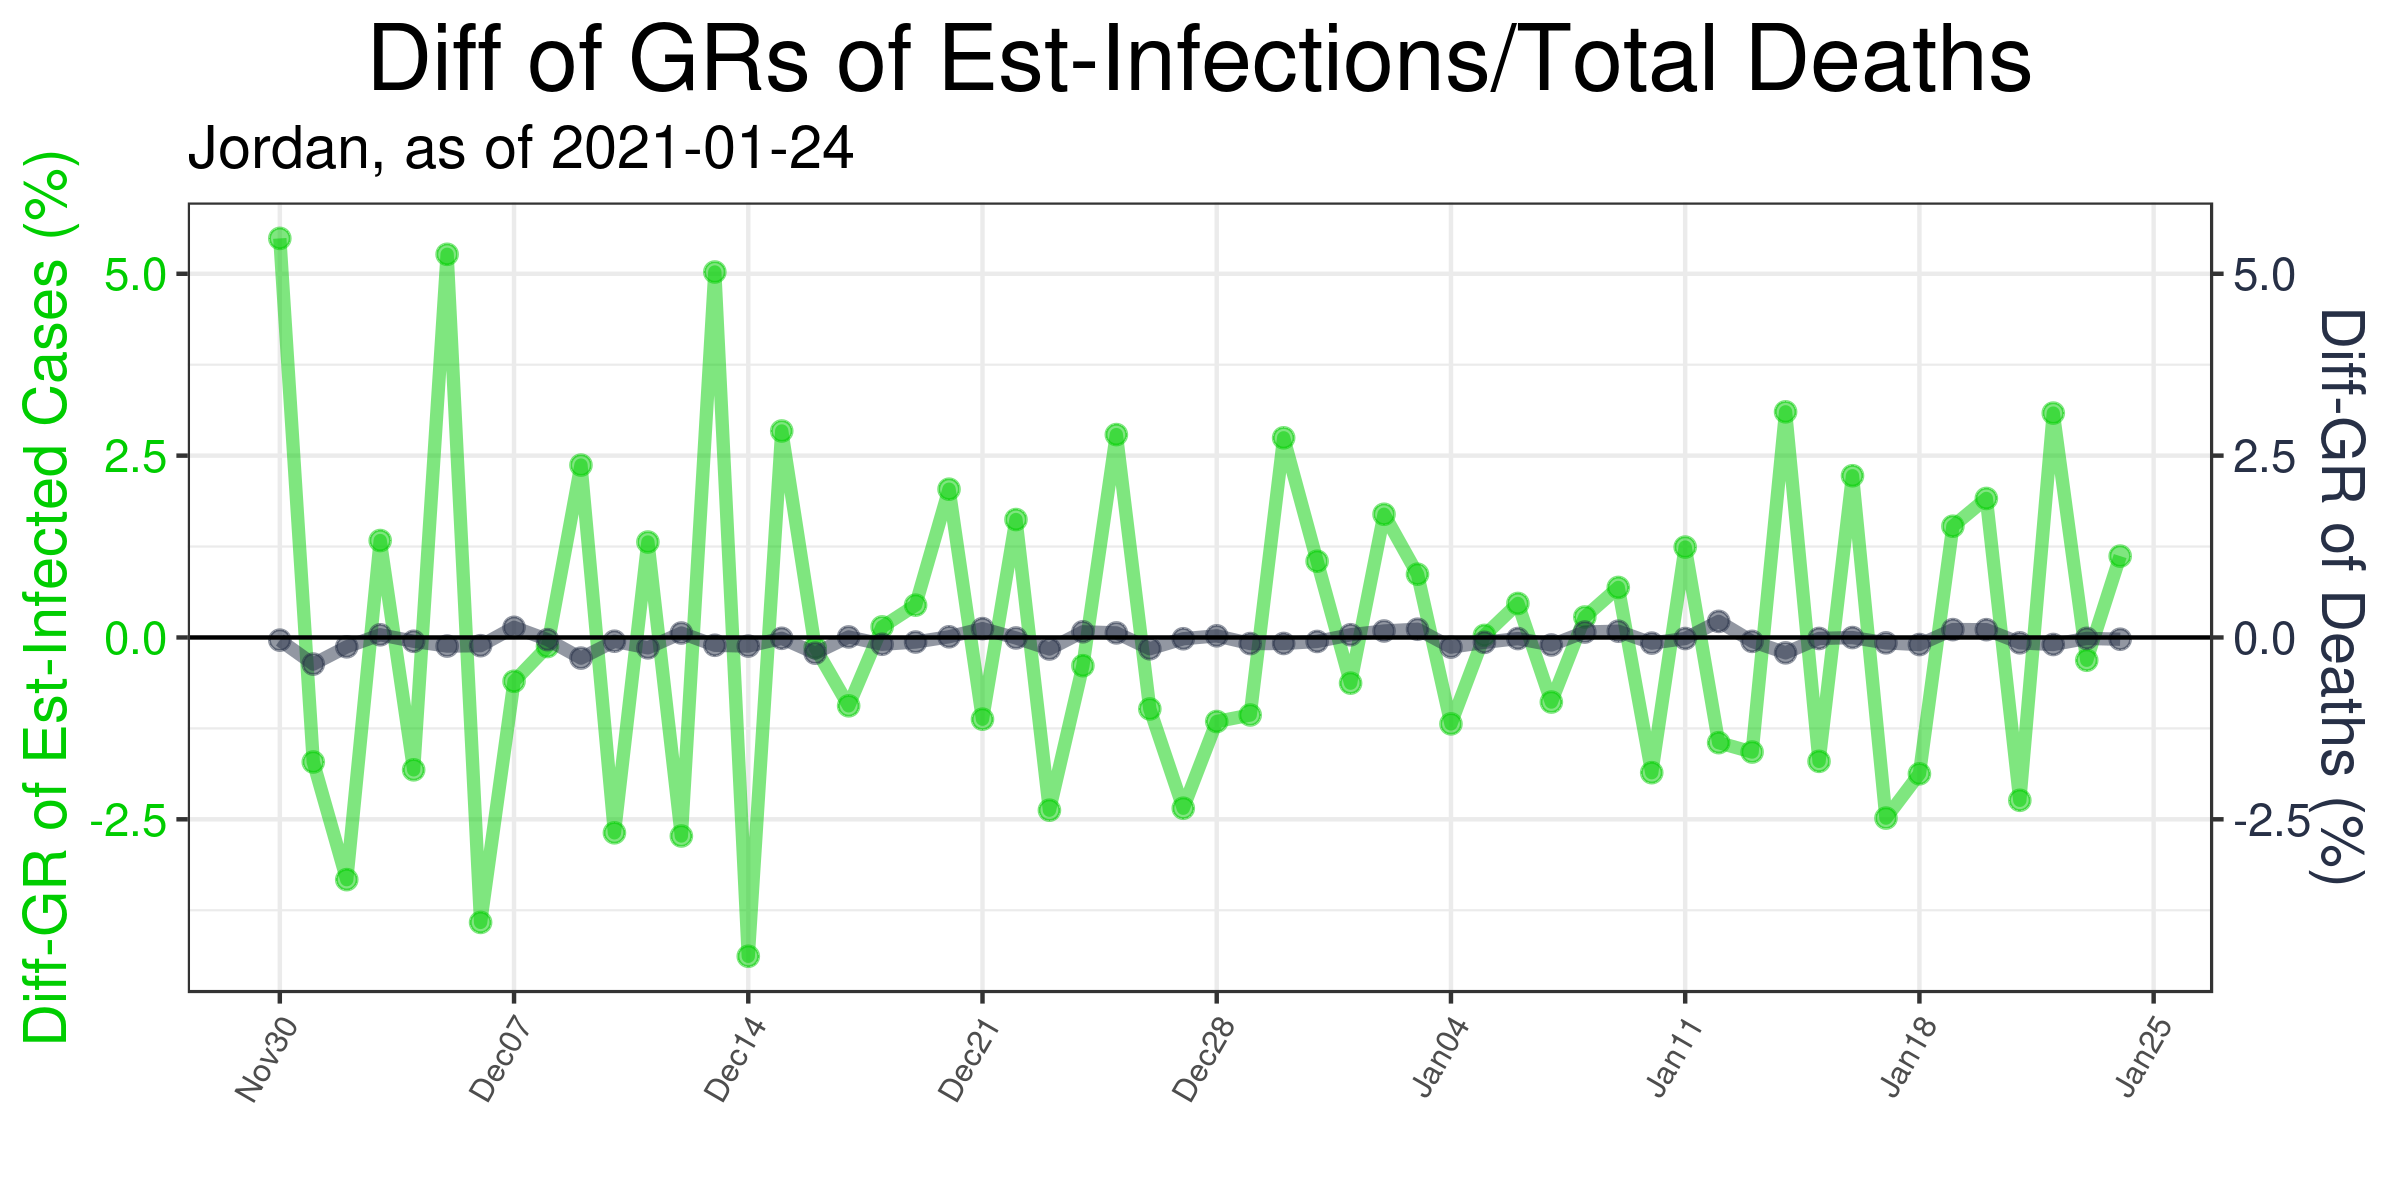 Diff of GRs of Est-Infections/Total Deaths
Jordan, as of 2021-01-24
Diff-GR of Est-Infected Cases (%)
5.0
2.5
0.0
-2.5
5.0
2.5
0.0
-2.5
Diff-GR of Deaths (%)
Nov30
Dec07
Dec14
Dec21
Dec28
Jan04
Jan11
Jan18
Jan25